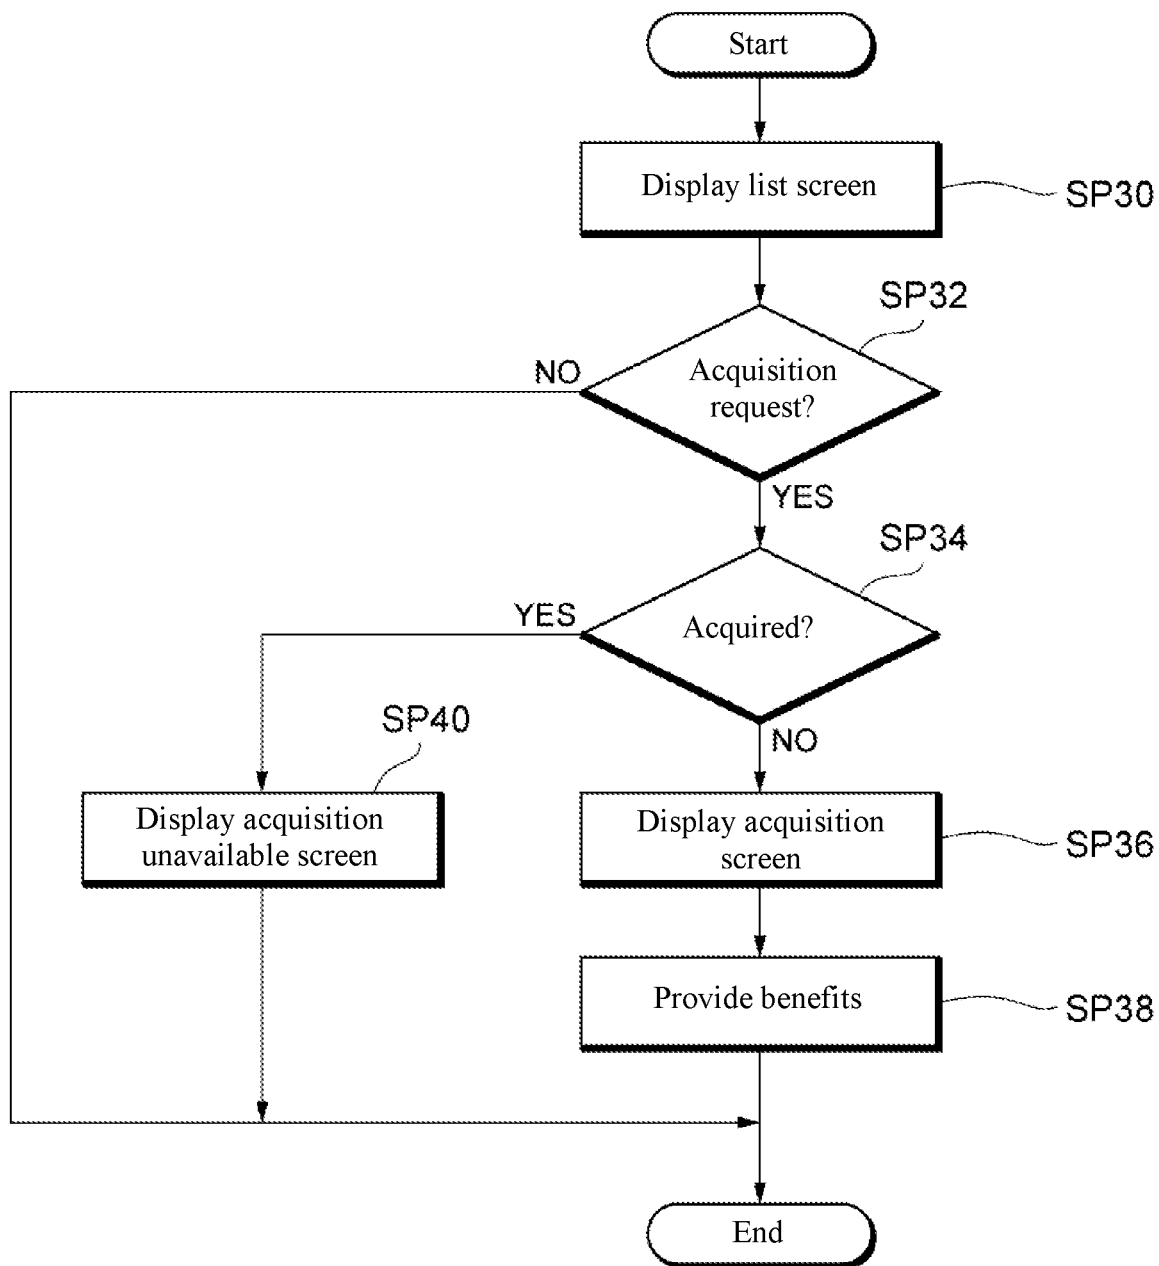 Start
Display list screen
SP30
SP32
NO
Acquisition
request?
YES
SP34
YES
Acquired?
NO
SP40
Display acquisition
unavailable screen
Display acquisition
screen
SP36
Provide benefits
SP38
End